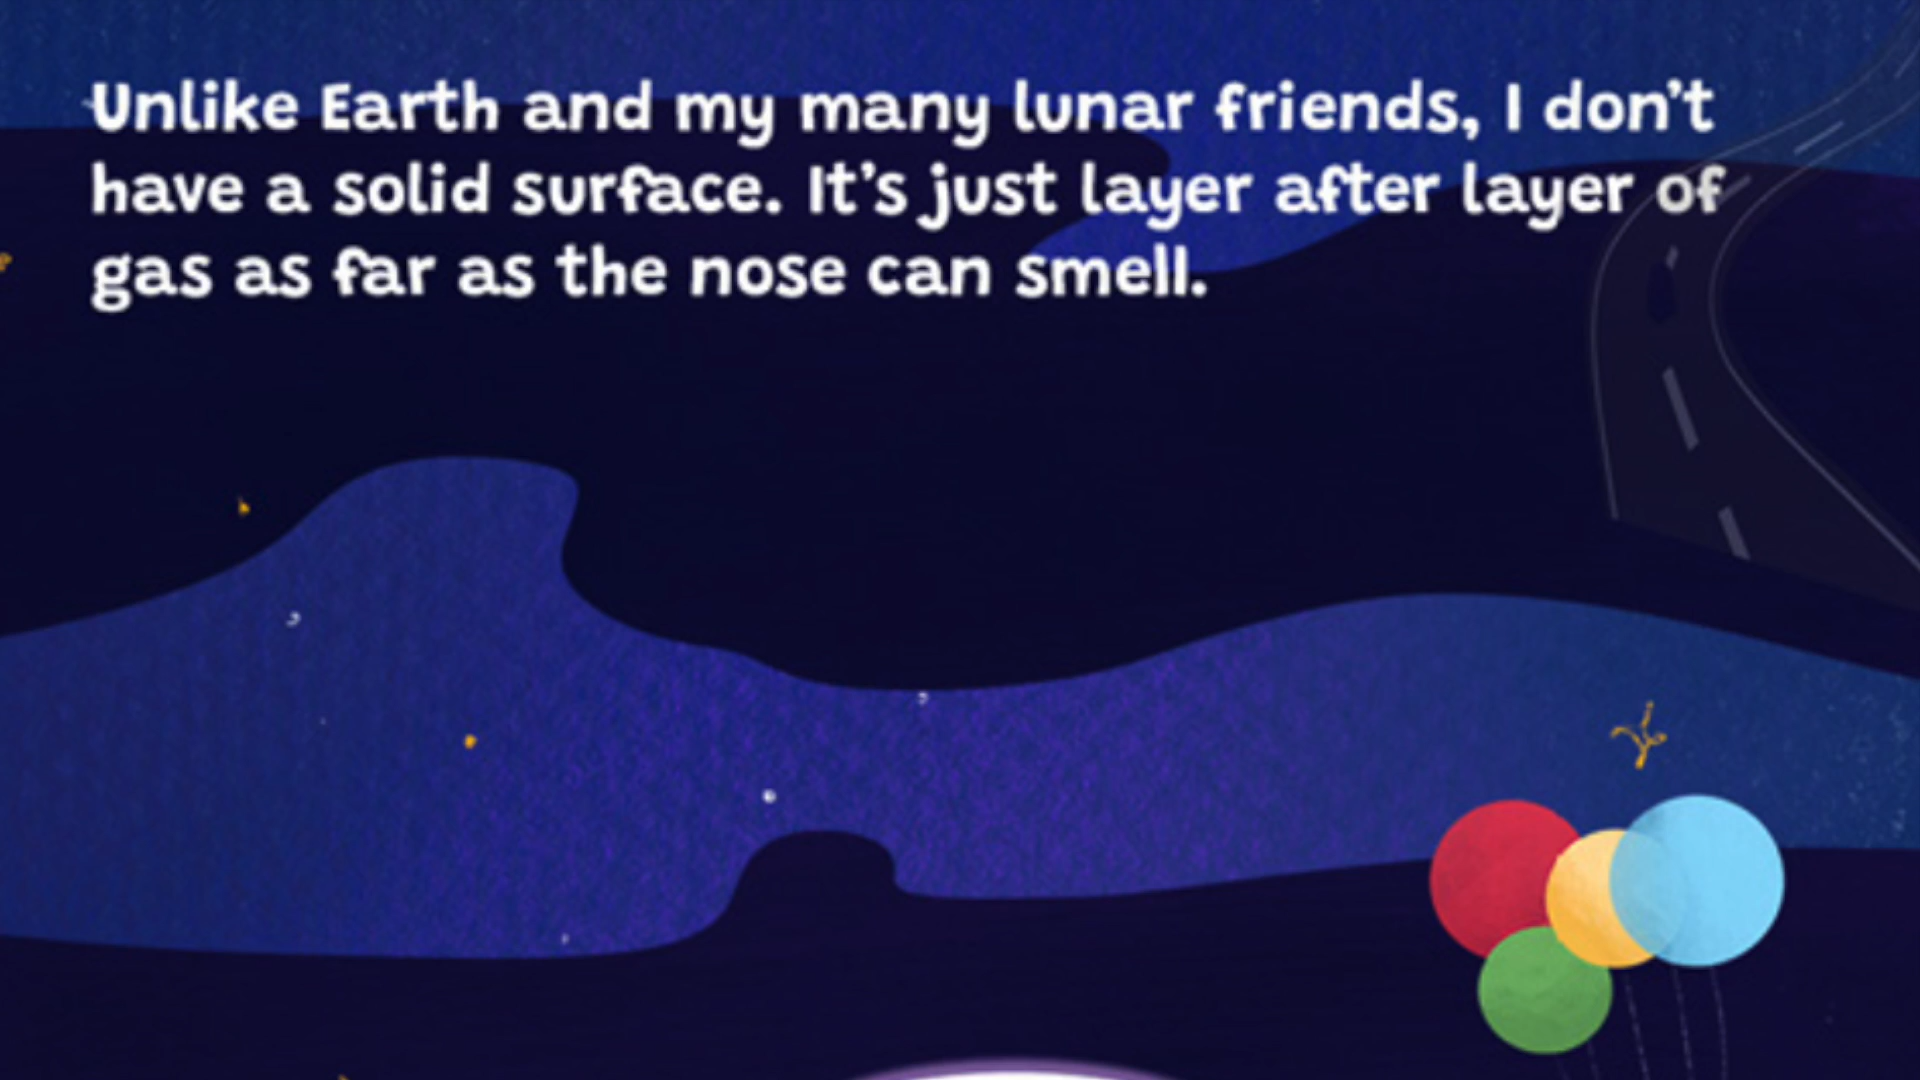 Unlike Earth and my many lunar friends, I don't
have a solid surface. It's just layer after layer of
gas as far as the nose can smell.